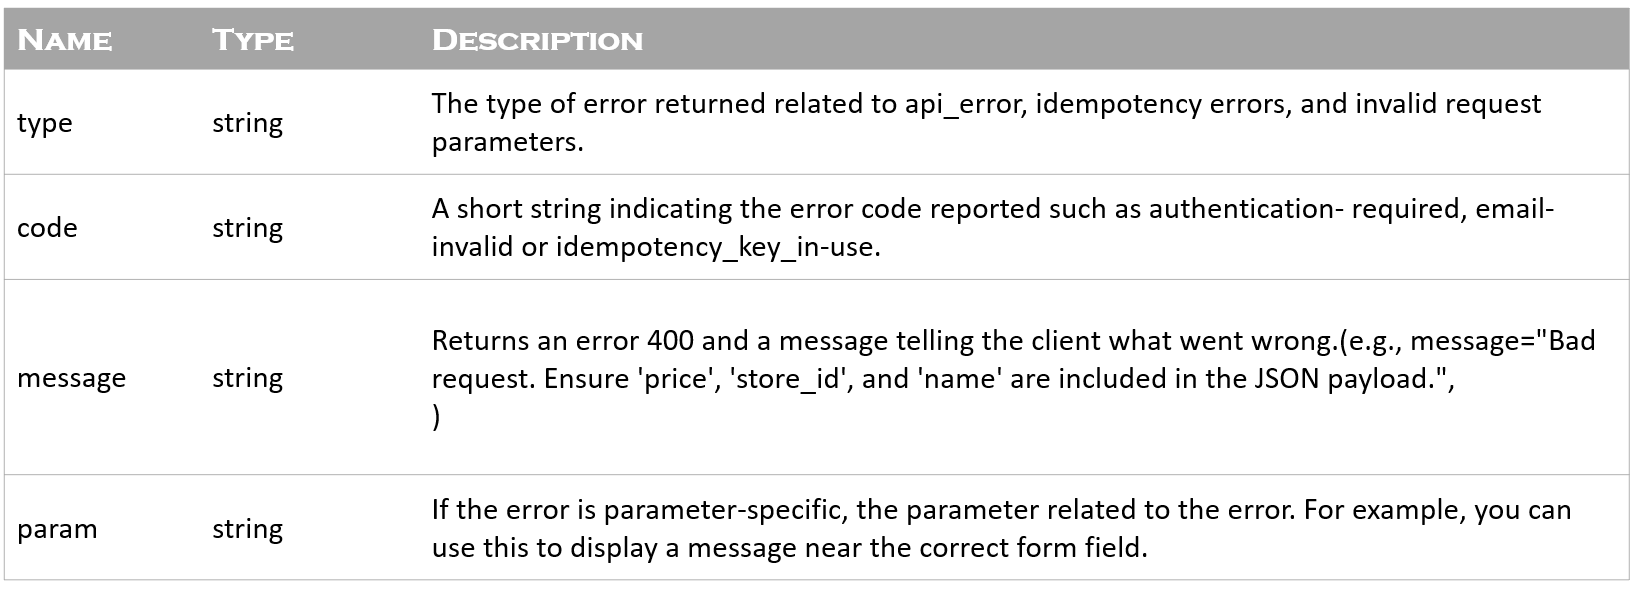 NAME TYPE DESCRIPTION
type string The type of error returned related to api_error, idempotency errors, and invalid request
parameters.
code string A short string indicating the error code reported such as authentication- required, email-
invalid or idempotency_key_in-use.
message string Returns an error 400 and a message telling the client what went wrong.(e.g., message="Bad
request. Ensure 'price', 'store_id', and 'name' are included in the JSON payload.",
)
param string If the error is parameter-specific, the parameter related to the error. For example, you can
use this to display a message near the correct form field.